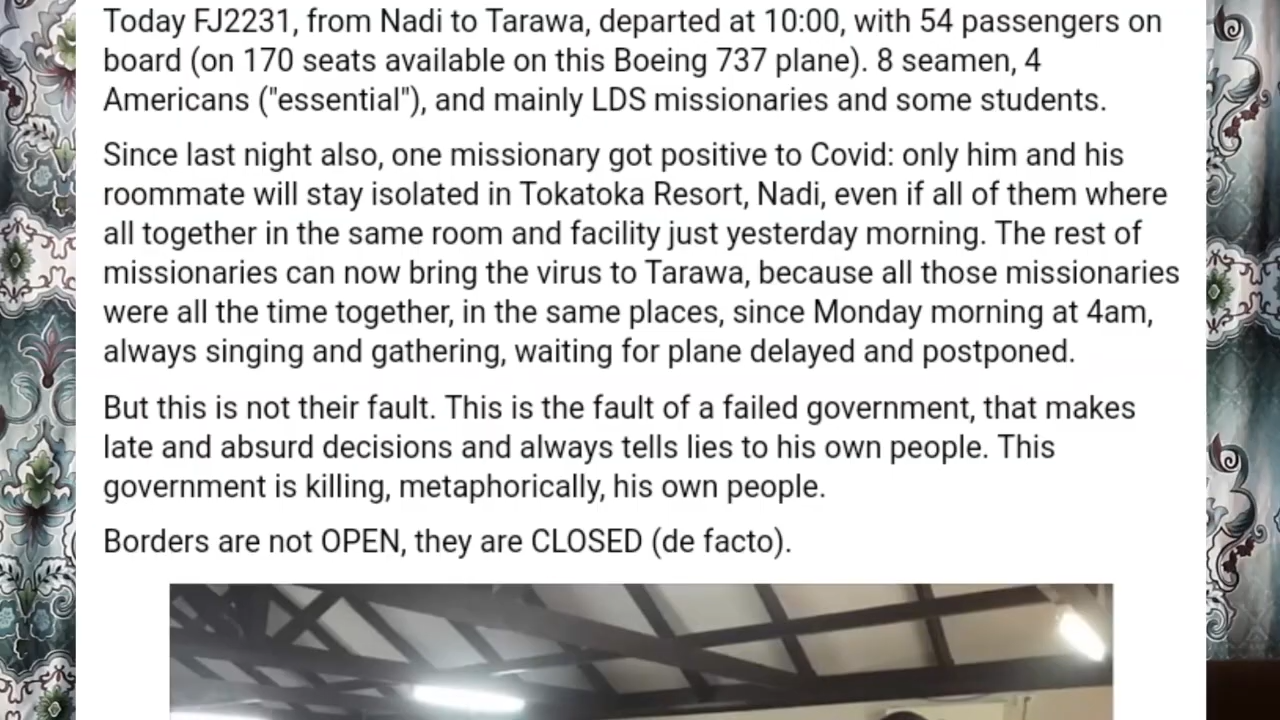 Today FJ2231, from Nadi to Tarawa, departed at 10:00, with 54 passengers on
board (on 170 seats available on this Boeing 737 plane). 8 seamen, 4
Americans ("essential"), and mainly LDS missionaries and some students.
Since last night also, one missionary got positive to Covid: only him and his
roommate will stay isolated in Tokatoka Resort, Nadi, even if all of them where
all together in the same room and facility just yesterday morning. The rest of
missionaries can now bring the virus to Tarawa, because all those missionaries
were all the time together, in the same places, since Monday morning at 4am,
always singing and gathering, waiting for plane delayed and postponed.
But this is not their fault. This is the fault of a failed government, that makes
late and absurd decisions and always tells lies to his own people. This
government is killing, metaphorically, his own people.
Borders are not OPEN, they are CLOSED (de facto).